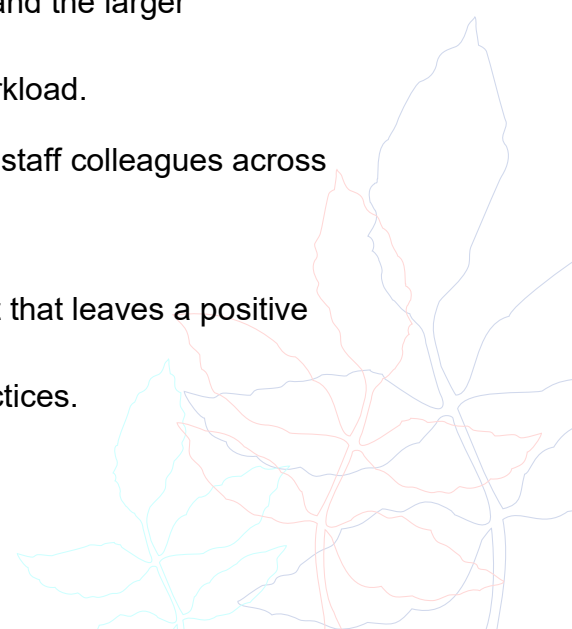 and the larger
rkload.
staff colleagues across
that leaves a positive
ctices.